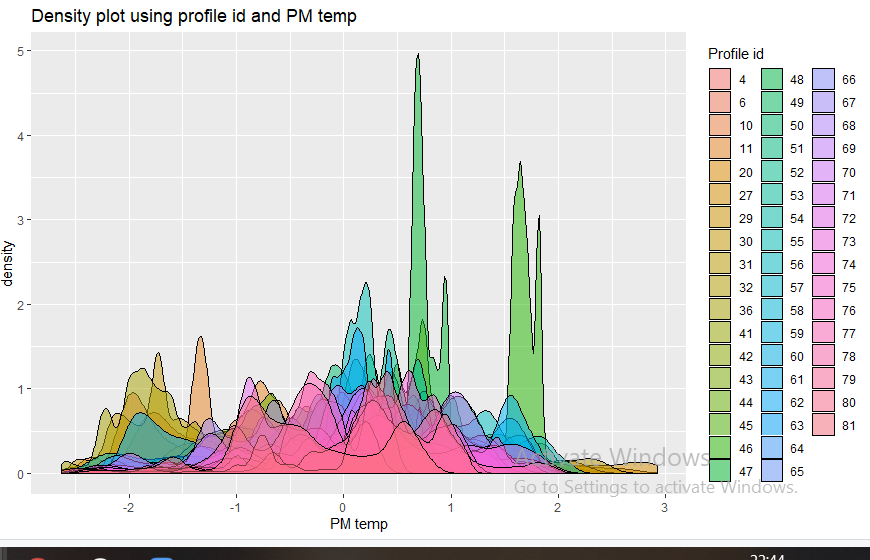 Density plot using profile id and PM temp
5
4
3
2
1
0
density
-2 -1 0 1 2 3
PM temp
Profile id
4 48 66
6 49 67
10 50 68
11 51 69
20 52 70
27 53 71
29 54 72
30 55 73
31 56 74
32 57 75
36 58 76
41 59 77
42 60 78
43 61 79
44 62 80
45 63 81
46 64
47 65
Activate Windows
Go to Settings to activate Windows.